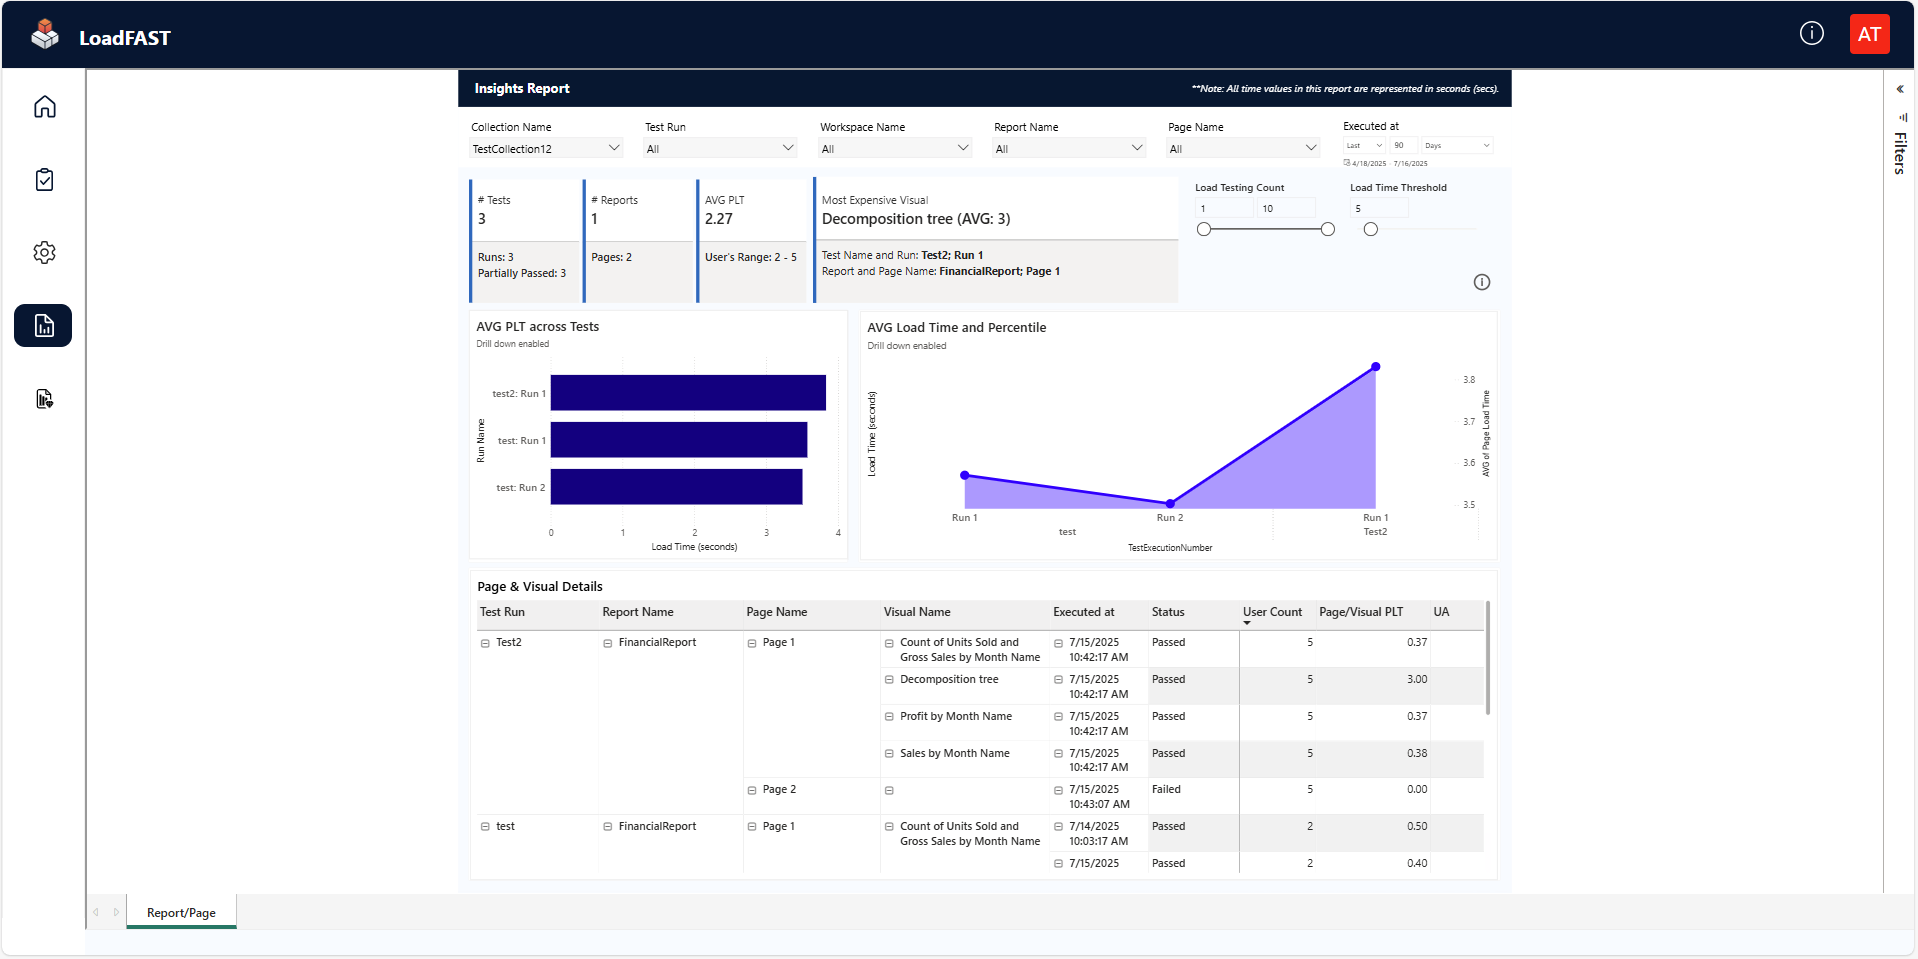 LoadFAST
AT
Insights Report
**Note: All time values in this report are represented in seconds (secs).
Collection Name
TestCollection12
Test Run
All
Workspace Name
All
Report Name
All
Page Name
All
Executed at
Last
90
Days
4/18/2025 - 7/16/2025
Filters
# Tests
3
Runs: 3
Partially Passed: 3
# Reports
1
Pages: 2
AVG PLT
2.27
User's Range: 2 - 5
Most Expensive Visual
Decomposition tree (AVG: 3)
Test Name and Run: Test2; Run 1
Report and Page Name: FinancialReport; Page 1
Load Testing Count
1
10
Load Time Threshold
5
AVG PLT across Tests
Drill down enabled
Run Name
test2: Run 1
test: Run 1
test: Run 2
0 1 2 3 4
Load Time (seconds)
AVG Load Time and Percentile
Drill down enabled
Load Time (seconds)
3.8
3.7
3.6
3.5
AVG of Page Load Time
Run 1 Run 2 Run 1
test Test2
TestExecutionNumber
Page & Visual Details
Test Run Report Name Page Name Visual Name Executed at Status User Count Page/Visual PLT UA
Test2 FinancialReport Page 1 Count of Units Sold and 7/15/2025 Passed 5 0.37
Gross Sales by Month Name 10:42:17 AM
Decomposition tree 7/15/2025 Passed 5 3.00
10:42:17 AM
Profit by Month Name 7/15/2025 Passed 5 0.37
10:42:17 AM
Sales by Month Name 7/15/2025 Passed 5 0.38
10:42:17 AM
Page 2 7/15/2025 Failed 5 0.00
10:43:07 AM
test FinancialReport Page 1 Count of Units Sold and 7/14/2025 Passed 2 0.50
Gross Sales by Month Name 10:03:17 AM
7/15/2025 Passed 2 0.40
Report/Page